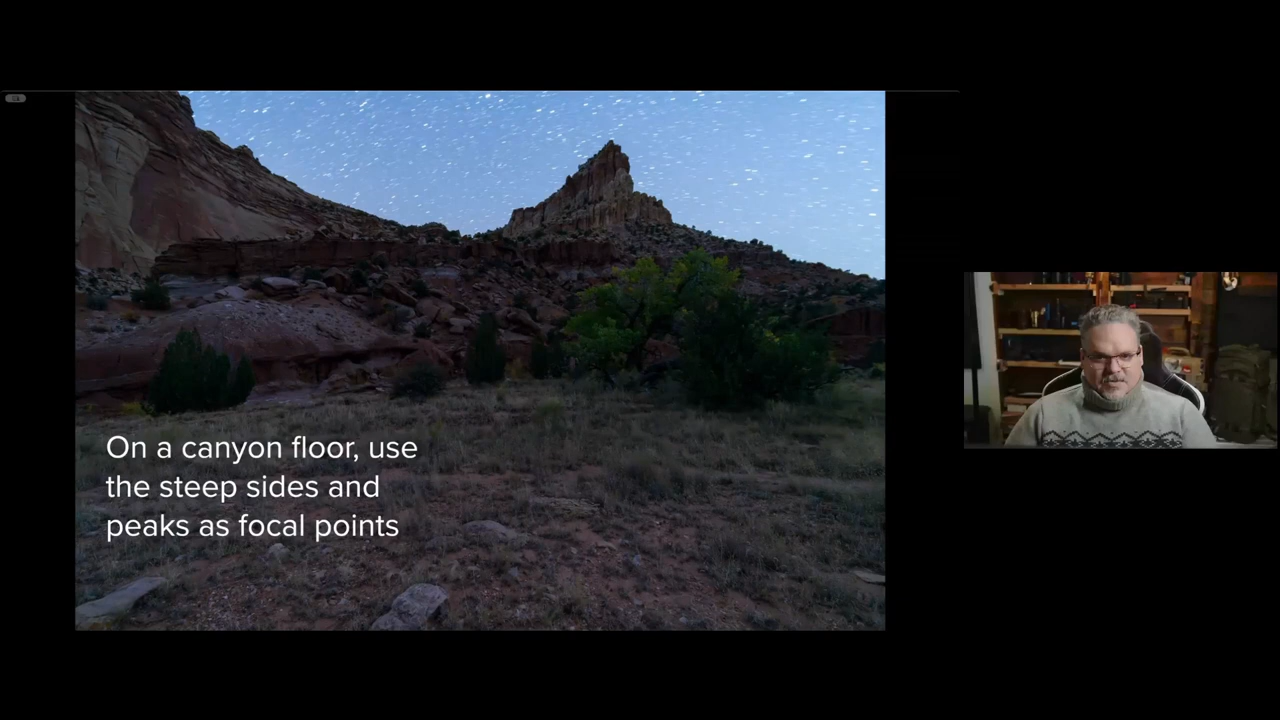 On a canyon floor, use
the steep sides and
peaks as focal points